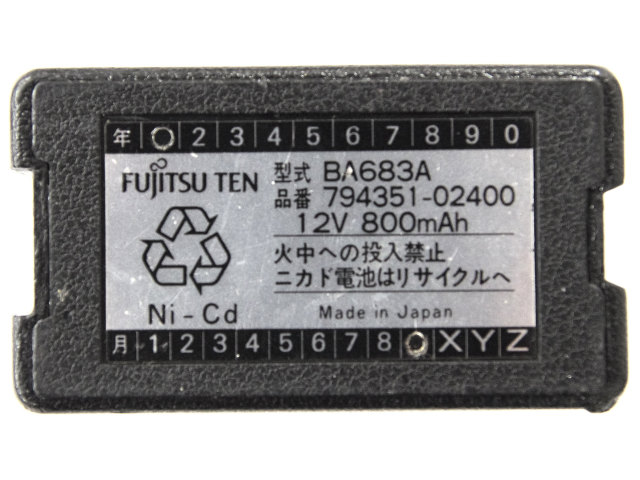 年 2 3 4 5 6 7 8 9 0
FUJITSU TEN
型式 BA683A
品番 794351-02400
12V 800mAh
火中への投入禁止
ニカド電池はリサイクルへ
Ni-Cd
Made in Japan
月 1 2 3 4 5 6 7 8 X Y Z